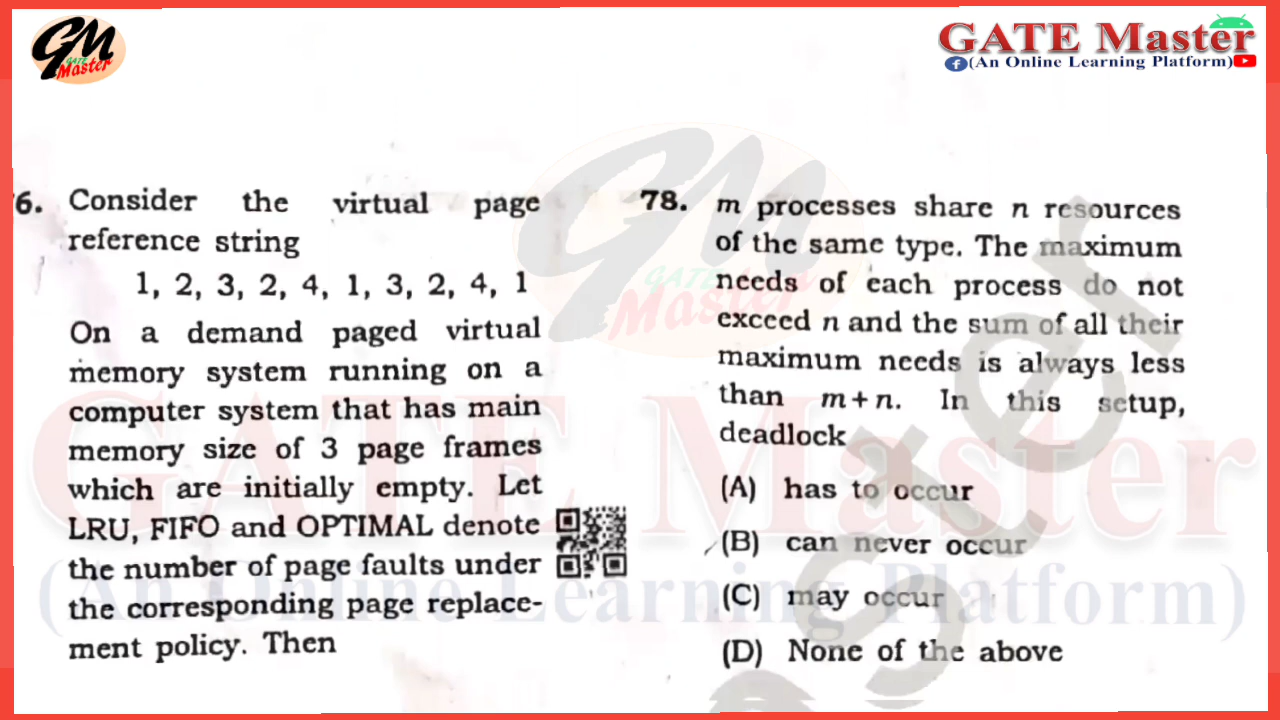 GM
GATE
Master
GATE Master
(An Online Learning Platform)
6. Consider the virtual page
reference string
1, 2, 3, 2, 4, 1, 3, 2, 4, 1
On a demand paged virtual
memory system running on a
computer system that has main
memory size of 3 page frames
which are initially empty. Let
LRU, FIFO and OPTIMAL denote
the number of page faults under
the corresponding page replace-
ment policy. Then
78. m processes share n resources
of the same type. The maximum
needs of each process do not
exceed n and the sum of all their
maximum needs is always less
than m+n. In this setup,
deadlock
(A) has to occur
(B) can never occur
(C) may occur
(D) None of the above
GM
GATE
Master
GATE Master
(An Online Learning Platform)
ster